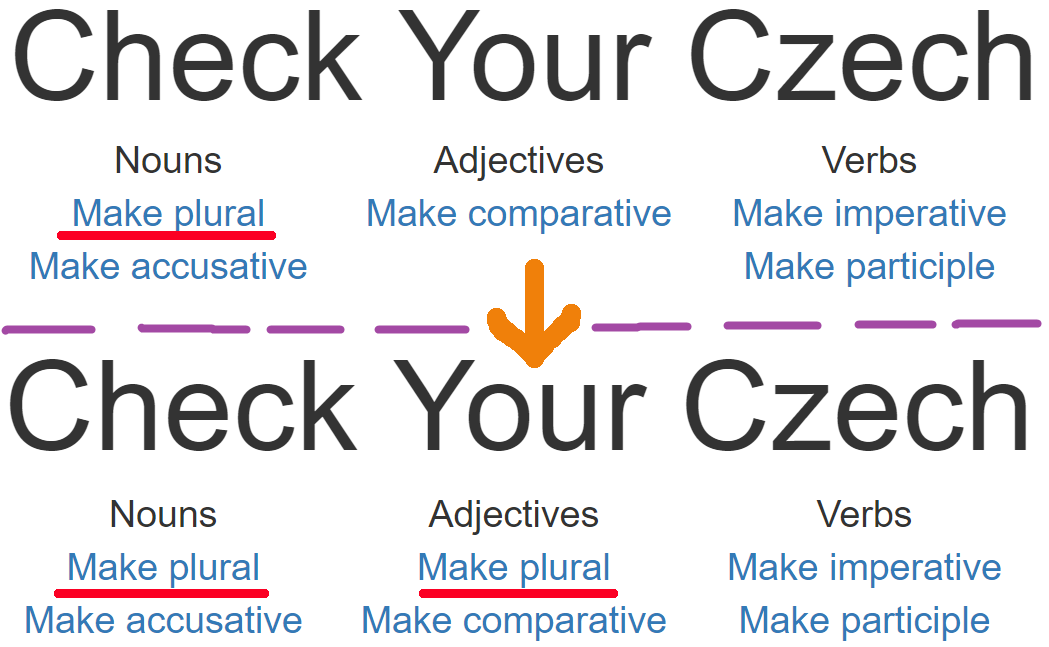 Check Your Czech
Nouns Adjectives Verbs
Make plural Make comparative Make imperative
Make accusative Make participle
Check Your Czech
Nouns Adjectives Verbs
Make plural Make plural Make imperative
Make accusative Make comparative Make participle